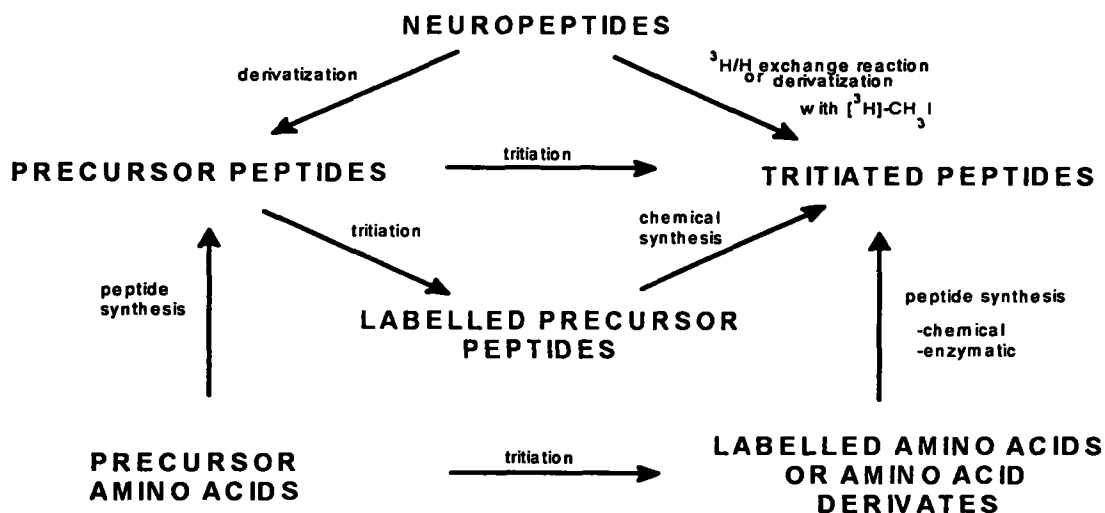 NEUROPEPTIDES
derivatization
³H/H exchange reaction
or derivatization
with [³H]-CH₃I
PRECURSOR PEPTIDES
tritiation
TRITIATED PEPTIDES
tritiation
chemical
synthesis
peptide
synthesis
LABELLED PRECURSOR
PEPTIDES
peptide synthesis
-chemical
-enzymatic
PRECURSOR
AMINO ACIDS
tritiation
LABELLED AMINO ACIDS
OR AMINO ACID
DERIVATES